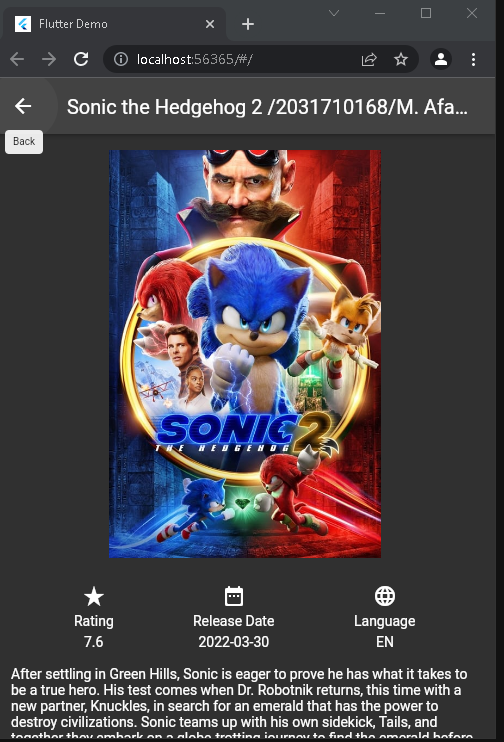 Flutter Demo
localhost:56365/#/
Sonic the Hedgehog 2 /2031710168/M. Afa...
Back
SONIC 2
THE HEDGEHOG
Rating
Release Date
Language
7.6
2022-03-30
EN
After settling in Green Hills, Sonic is eager to prove he has what it takes to
be a true hero. His test comes when Dr. Robotnik returns, this time with a
new partner, Knuckles, in search for an emerald that has the power to
destroy civilizations. Sonic teams up with his own sidekick, Tails, and
together they embark on a globe-trotting journey to find the emerald before